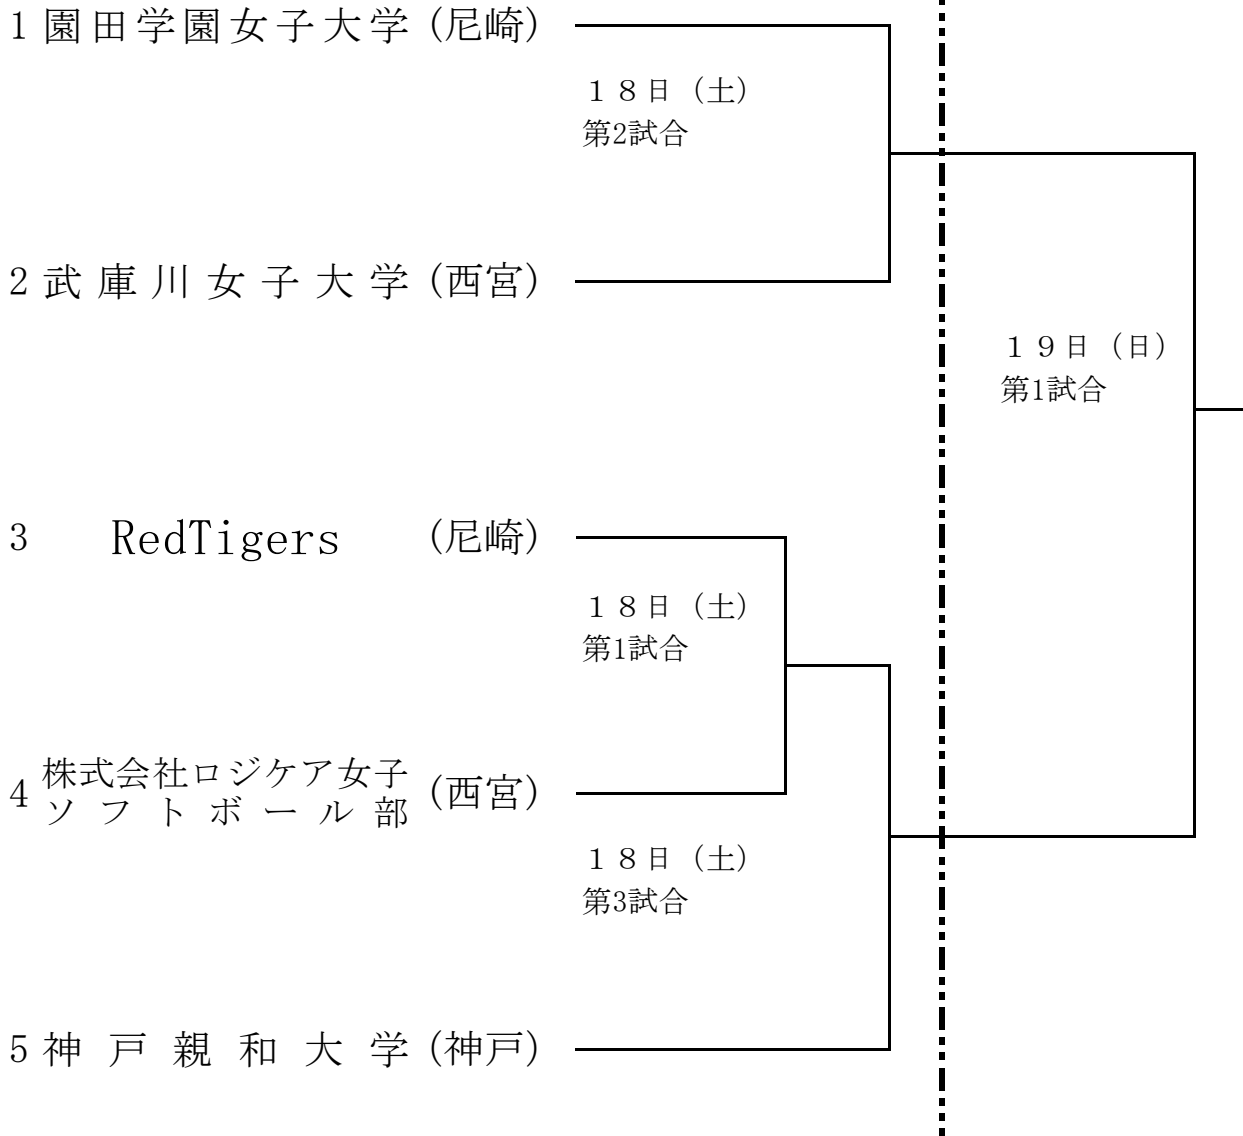 1 園田学園女子大学 (尼崎)
１８日（土）
第2試合
2 武庫川女子大学 (西宮)
１９日（日）
第1試合
3 RedTigers (尼崎)
１８日（土）
第1試合
4 株式会社ロジケア女子
ソフトボール部 (西宮)
１８日（土）
第3試合
5 神戸親和大学 (神戸)